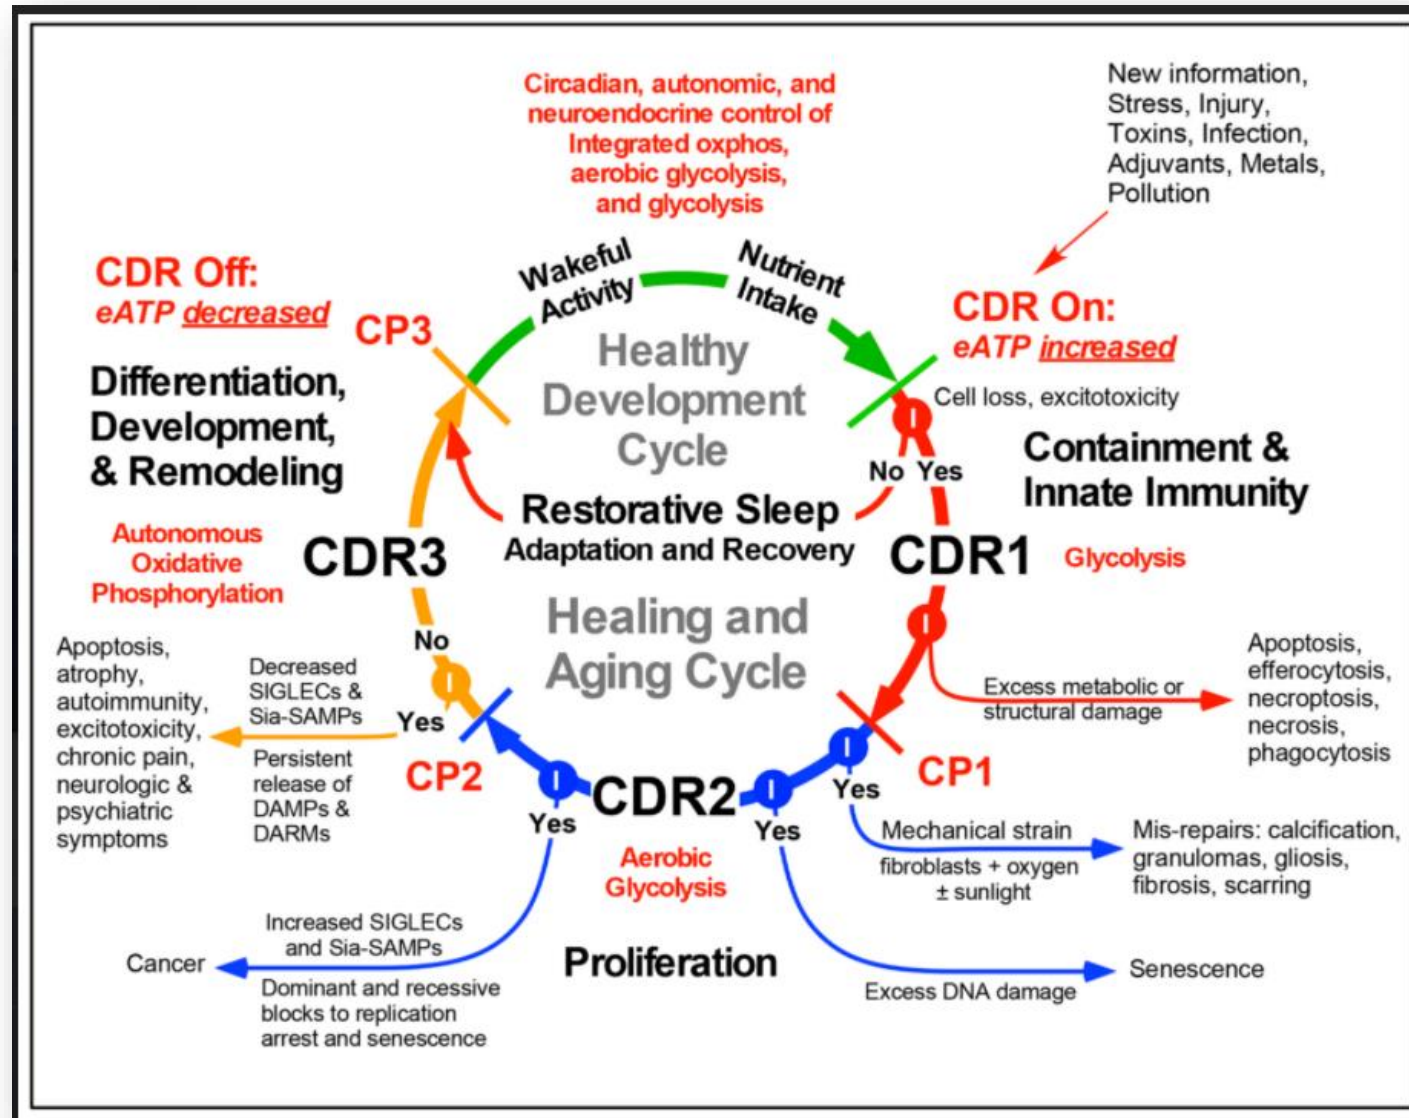 Circadian, autonomic, and
neuroendocrine control of
Integrated oxphos,
aerobic glycolysis,
and glycolysis
New information,
Stress, Injury,
Toxins, Infection,
Adjuvants, Metals,
Pollution
CDR Off:
eATP decreased
CP3
Wakeful
Activity
Nutrient
Intake
CDR On:
eATP increased
Healthy
Development
Cycle
Cell loss, excitotoxicity
Differentiation,
Development,
& Remodeling
No Yes
Containment &
Innate Immunity
Restorative Sleep
Adaptation and Recovery
Autonomous
Oxidative
Phosphorylation
CDR3
CDR1
Glycolysis
Healing and
Aging Cycle
No
Yes
Apoptosis,
atrophy,
autoimmunity,
excitotoxicity,
chronic pain,
neurologic &
psychiatric
symptoms
Decreased
SIGLECs &
Sia-SAMPs
Persistent
release of
DAMPs &
DARMs
Excess metabolic or
structural damage
Apoptosis,
efferocytosis,
necroptosis,
necrosis,
phagocytosis
CP2
CP1
CDR2
Yes
Yes
Yes
Aerobic
Glycolysis
Mechanical strain
fibroblasts + oxygen
± sunlight
Mis-repairs: calcification,
granulomas, gliosis,
fibrosis, scarring
Proliferation
Increased SIGLECs
and Sia-SAMPs
Cancer
Dominant and recessive
blocks to replication
arrest and senescence
Excess DNA damage
Senescence